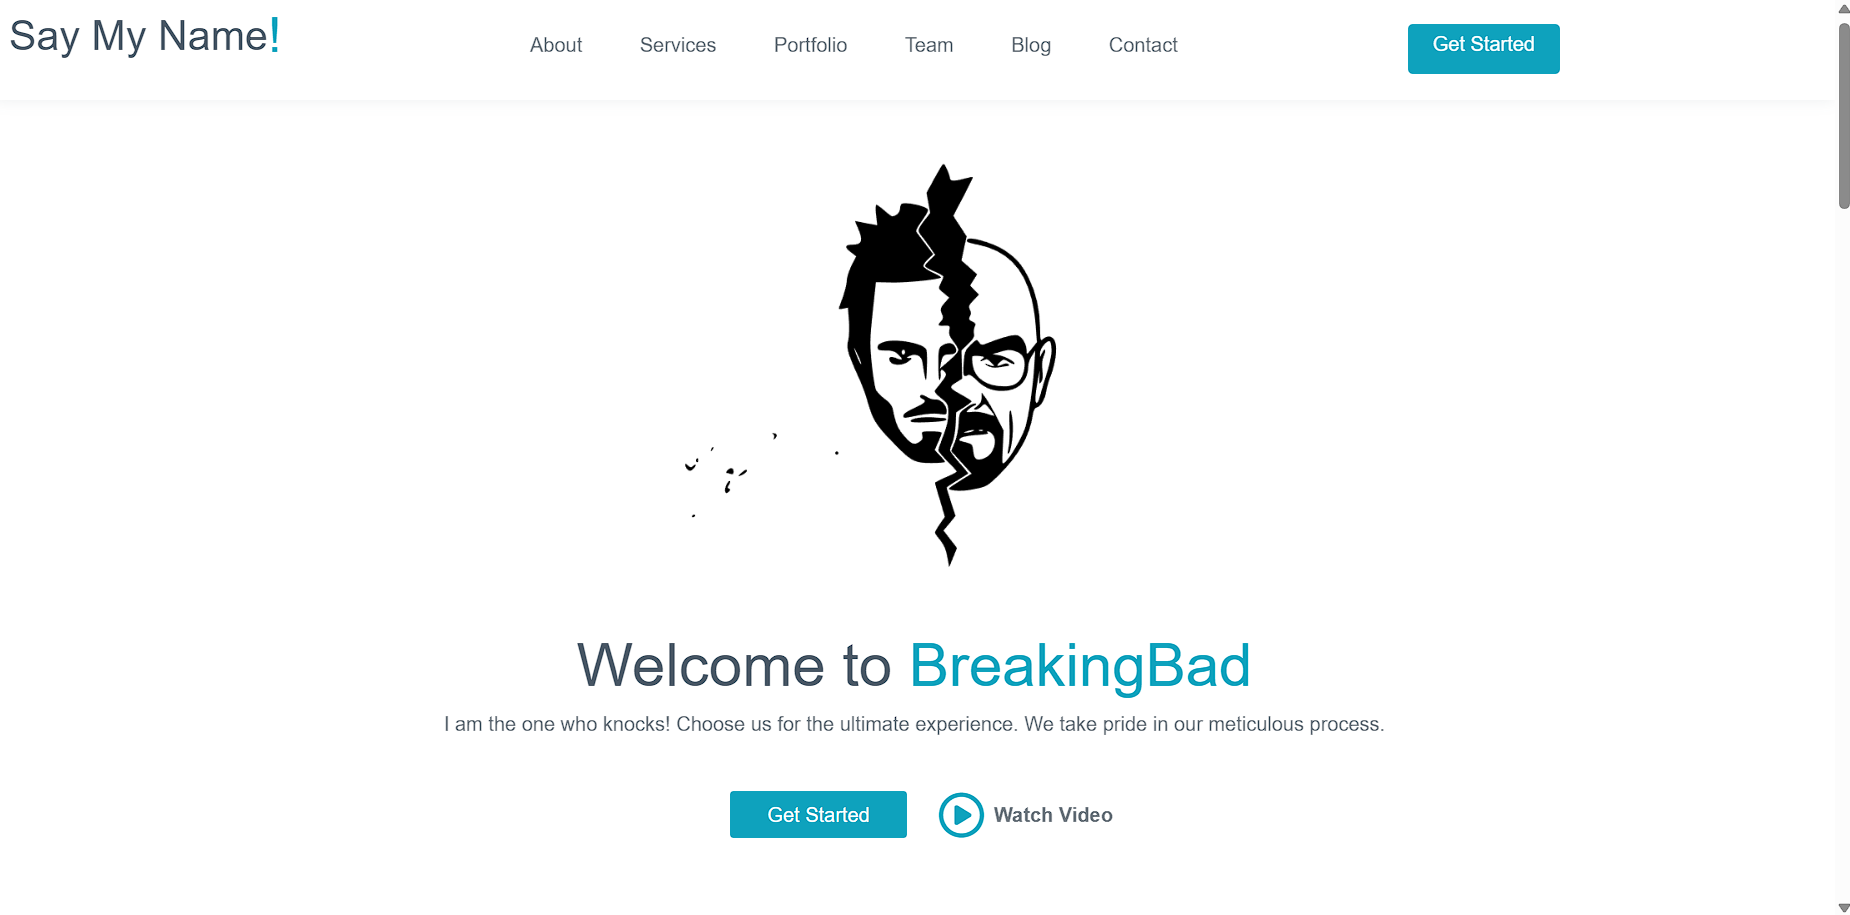 Say My Name!
About
Services
Portfolio
Team
Blog
Contact
Get Started
Welcome to BreakingBad
I am the one who knocks! Choose us for the ultimate experience. We take pride in our meticulous process.
Get Started
Watch Video